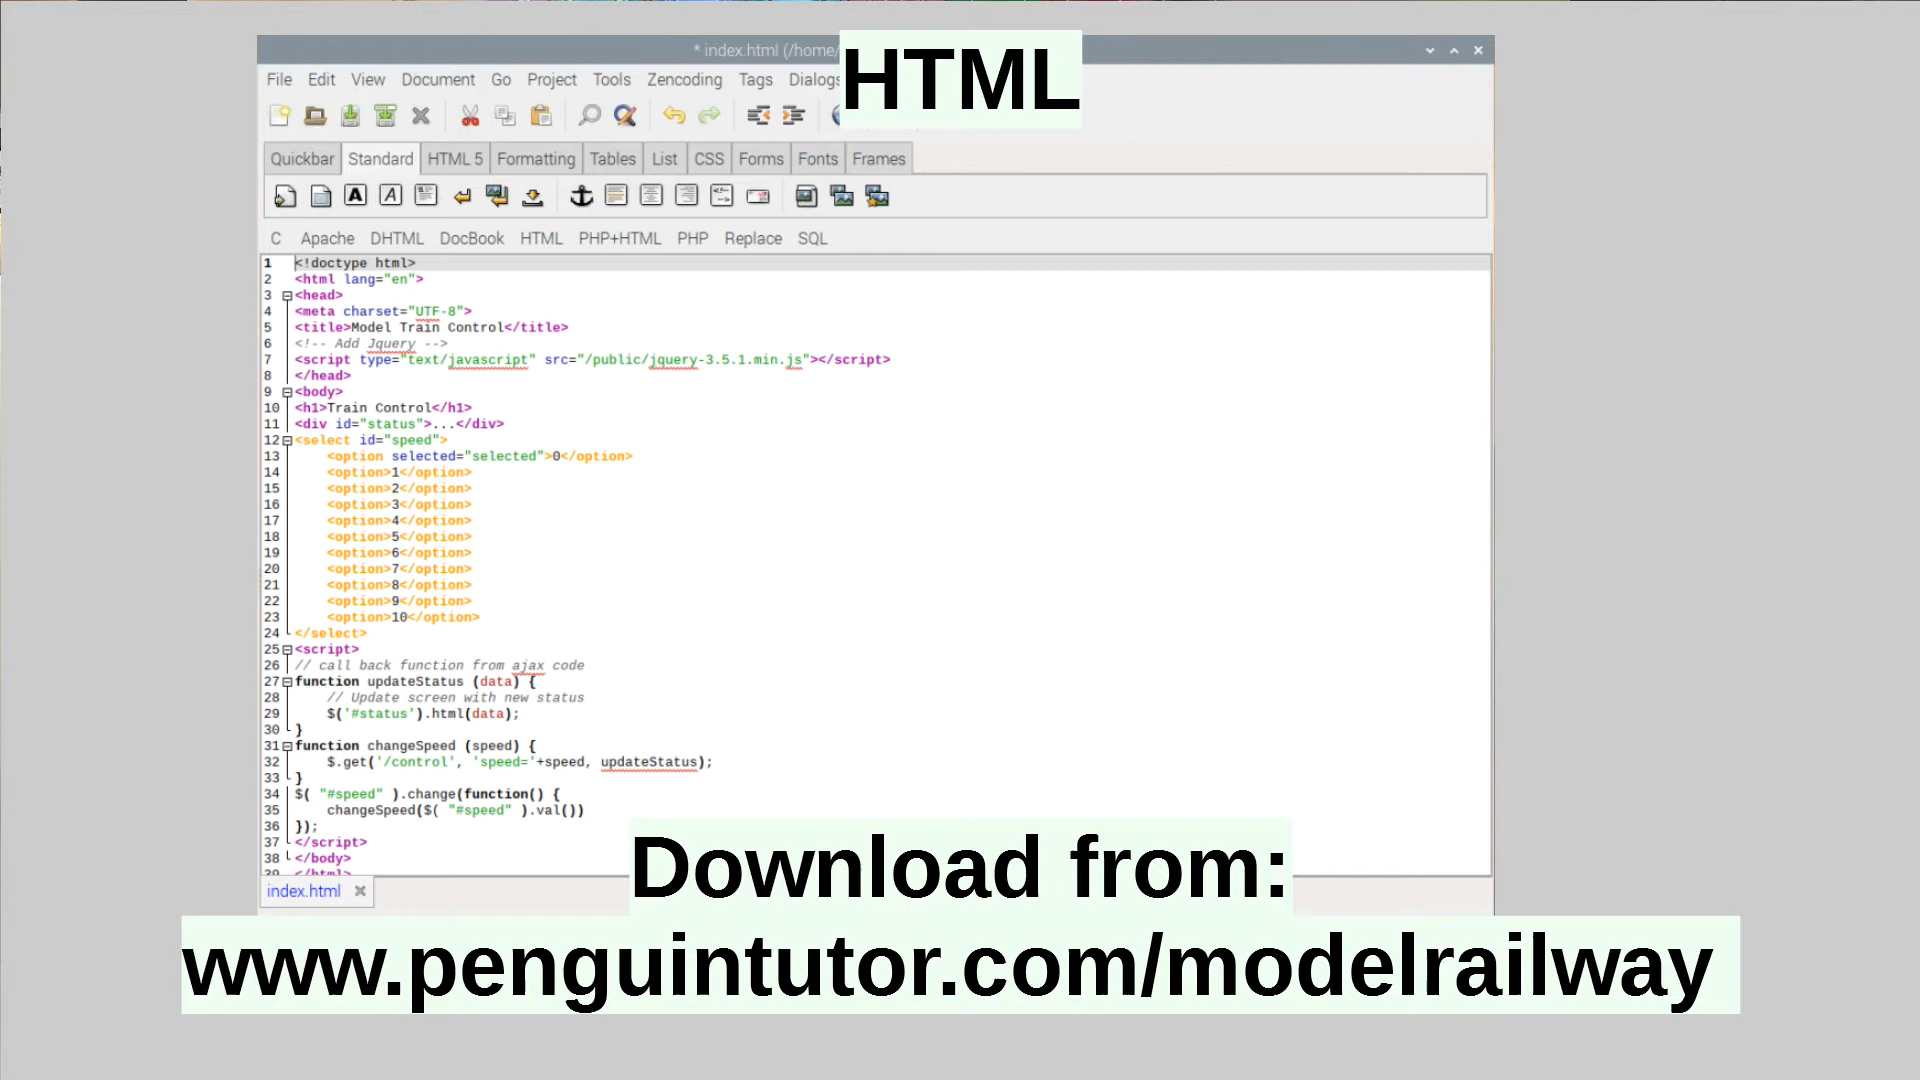 * index.html (/home/
HTML
File Edit View Document Go Project Tools Zencoding Tags Dialogs
Quickbar Standard HTML 5 Formatting Tables List CSS Forms Fonts Frames
C Apache DHTML DocBook HTML PHP+HTML PHP Replace SQL
1 <!doctype html>
2 <html lang="en">
3 <head>
4 <meta charset="UTF-8">
5 <title>Model Train Control</title>
6 <!-- Add Jquery -->
7 <script type="text/javascript" src="/public/jquery-3.5.1.min.js"></script>
8 </head>
9 <body>
10 <h1>Train Control</h1>
11 <div id="status">...</div>
12 <select id="speed">
13 <option selected="selected">0</option>
14 <option>1</option>
15 <option>2</option>
16 <option>3</option>
17 <option>4</option>
18 <option>5</option>
19 <option>6</option>
20 <option>7</option>
21 <option>8</option>
22 <option>9</option>
23 <option>10</option>
24 </select>
25 <script>
26 // call back function from ajax code
27 function updateStatus (data) {
28 // Update screen with new status
29 $('#status').html(data);
30 }
31 function changeSpeed (speed) {
32 $.get('/control', 'speed='+speed, updateStatus);
33 }
34 $( "#speed" ).change(function() {
35 changeSpeed($( "#speed" ).val())
36 });
37 </script>
38 </body>
39 </html>
index.html
Download from:
www.penguintutor.com/modelrailway